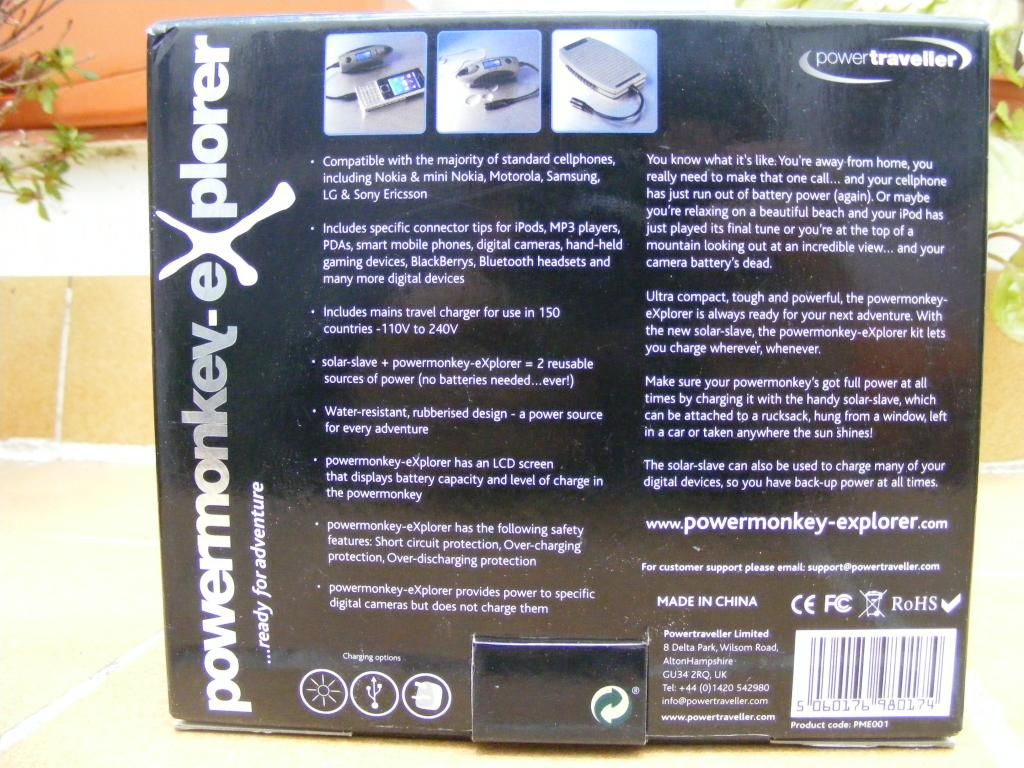 powermonkey-eXplorer
...ready for adventure
powertraveller
• Compatible with the majority of standard cellphones,
including Nokia & mini Nokia, Motorola, Samsung,
LG & Sony Ericsson
• Includes specific connector tips for iPods, MP3 players,
PDAs, smart mobile phones, digital cameras, hand-held
gaming devices, BlackBerrys, Bluetooth headsets and
many more digital devices
• Includes mains travel charger for use in 150
countries -110V to 240V
• solar-slave + powermonkey-eXplorer = 2 reusable
sources of power (no batteries needed...ever!)
• Water-resistant, rubberised design - a power source
for every adventure
• powermonkey-eXplorer has an LCD screen
that displays battery capacity and level of charge in
the powermonkey
• powermonkey-eXplorer has the following safety
features: Short circuit protection, Over-charging
protection, Over-discharging protection
• powermonkey-eXplorer provides power to specific
digital cameras but does not charge them
Charging options
You know what it's like. You're away from home, you
really need to make that one call... and your cellphone
has just run out of battery power (again). Or maybe
you're relaxing on a beautiful beach and your iPod has
just played its final tune or you're at the top of a
mountain looking out at an incredible view... and your
camera battery's dead.
Ultra compact, tough and powerful, the powermonkey-
eXplorer is always ready for your next adventure. With
the new solar-slave, the powermonkey-eXplorer kit lets
you charge wherever, whenever.
Make sure your powermonkey's got full power at all
times by charging it with the handy solar-slave, which
can be attached to a rucksack, hung from a window, left
in a car or taken anywhere the sun shines!
The solar-slave can also be used to charge many of your
digital devices, so you have back-up power at all times.
www.powermonkey-explorer.com
For customer support please email: support@powertraveller.com
MADE IN CHINA CE FC RoHS
Powertraveller Limited
8 Delta Park, Wilsom Road,
AltonHampshire
GU34 2RQ, UK
Tel: +44 (0)1420 542980
info@powertraveller.com
www.powertraveller.com
5 060176 980174
Product code: PME001
®